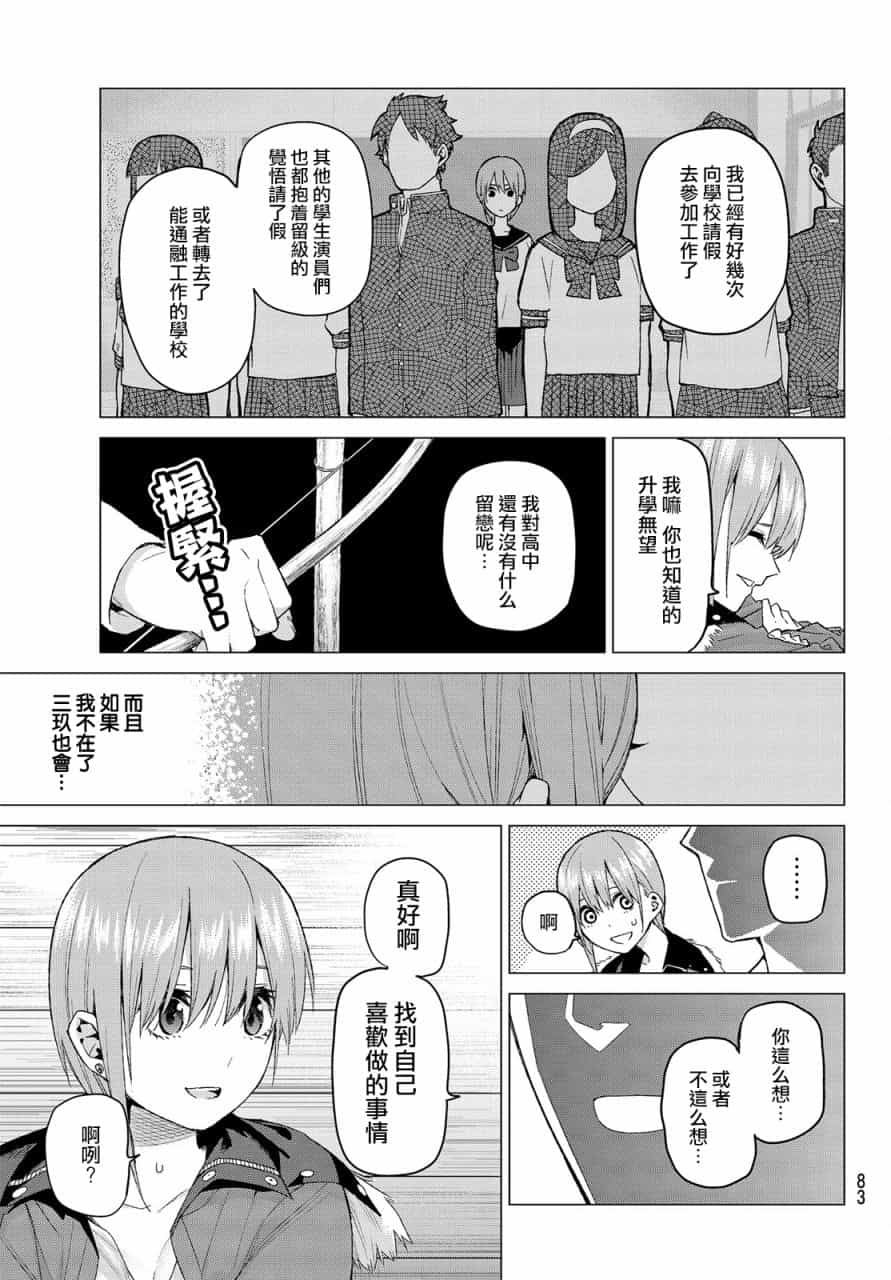 我已經有好幾次
向學校請假
去參加工作了
其他的學生演員們
也都抱着留級的
覺悟請了假
或者轉去了
能通融工作的學校
我嘛 你也知道的
升學無望
我對高中
還有沒有什么
留戀呢…
握緊…
而且
如果
我不在了
三玖也會…
……
啊
你這么想…
或者
不這么想…
真好啊
找到自己
喜歡做的事情
啊咧？
83